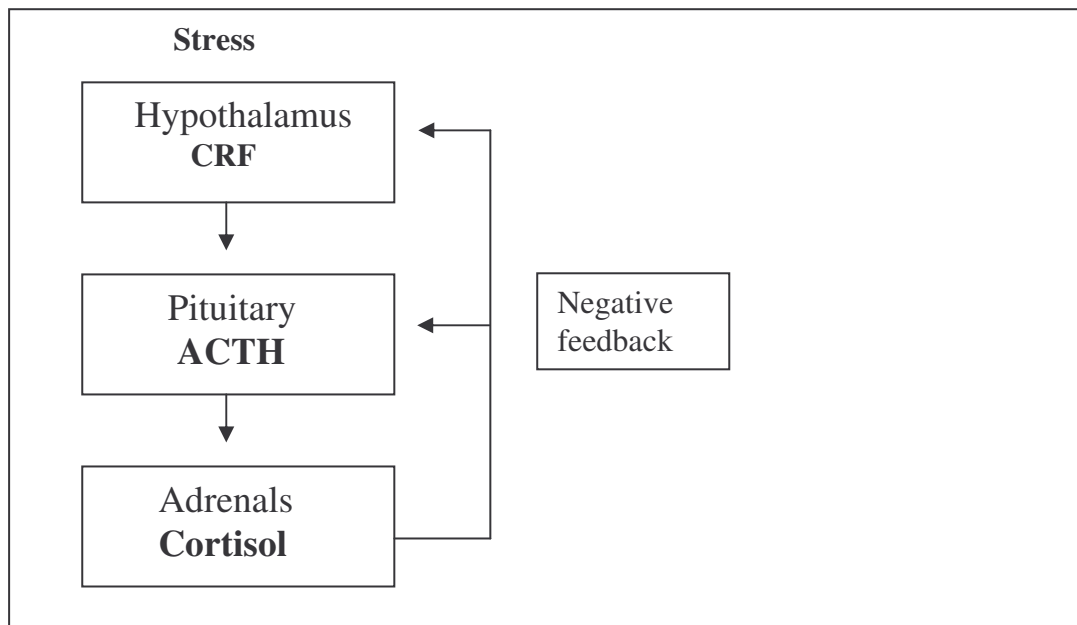 Stress
Hypothalamus
CRF
Pituitary
ACTH
Negative
feedback
Adrenals
Cortisol